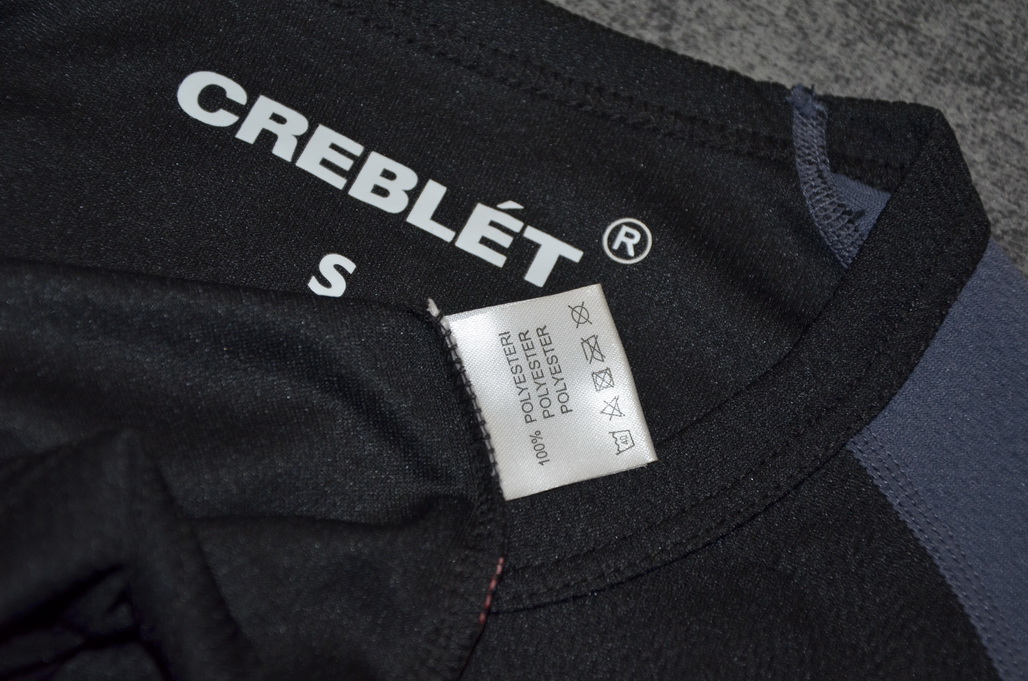 CREBLÉT ®
S
100% POLYESTERI
POLYESTER
POLYESTER
40